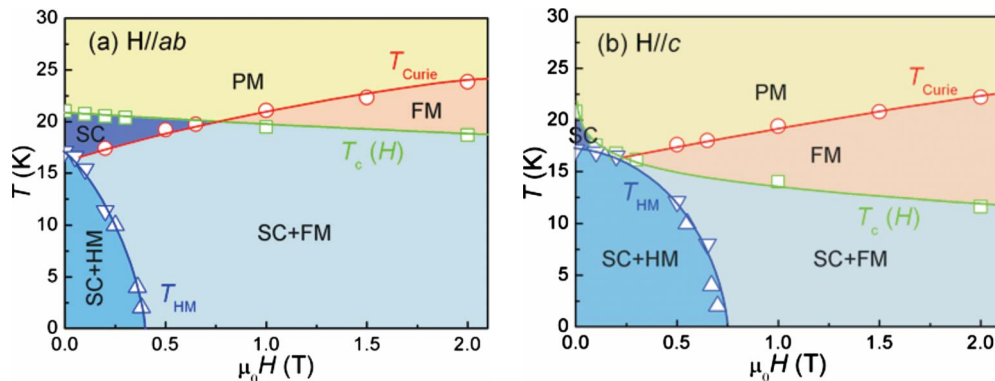 (a) H//ab
PM
T_Curie
FM
SC
T_c (H)
SC+FM
SC+HM
T_HM
T (K)
30
25
20
15
10
5
0
0.0 0.5 1.0 1.5 2.0
μ₀H (T)
(b) H//c
PM
T_Curie
SC
FM
T_HM
T_c (H)
SC+HM
SC+FM
T (K)
30
25
20
15
10
5
0
0.0 0.5 1.0 1.5 2.0
μ₀H (T)